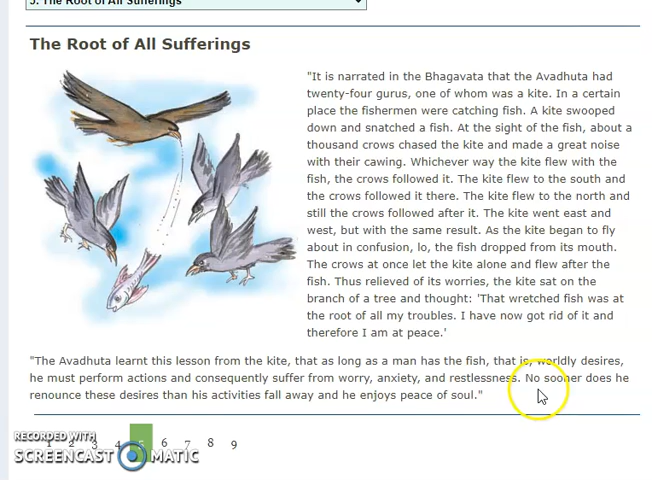 5. The Root of All Sufferings
The Root of All Sufferings
"It is narrated in the Bhagavata that the Avadhuta had
twenty-four gurus, one of whom was a kite. In a certain
place the fishermen were catching fish. A kite swooped
down and snatched a fish. At the sight of the fish, about a
thousand crows chased the kite and made a great noise
with their cawing. Whichever way the kite flew with the
fish, the crows followed it. The kite flew to the south and
the crows followed it there. The kite flew to the north and
still the crows followed after it. The kite went east and
west, but with the same result. As the kite began to fly
about in confusion, lo, the fish dropped from its mouth.
The crows at once let the kite alone and flew after the
fish. Thus relieved of its worries, the kite sat on the
branch of a tree and thought: 'That wretched fish was at
the root of all my troubles. I have now got rid of it and
therefore I am at peace.'
"The Avadhuta learnt this lesson from the kite, that as long as a man has the fish, that is, worldly desires,
he must perform actions and consequently suffer from worry, anxiety, and restlessness. No sooner does he
renounce these desires than his activities fall away and he enjoys peace of soul."
1 2 3 4 5 6 7 8 9
RECORDED WITH
SCREENCAST MATIC